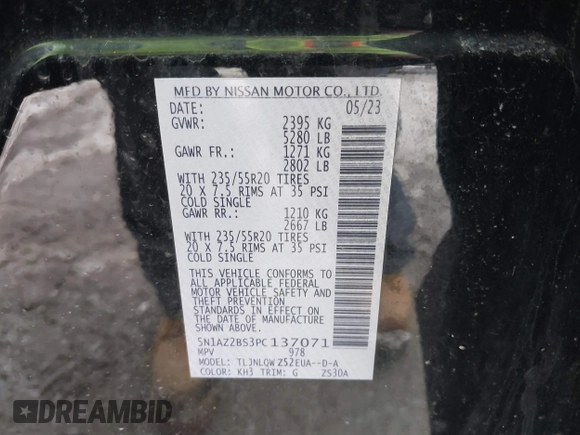 MFD BY NISSAN MOTOR CO., LTD.
DATE: 05/23
GVWR: 2395 KG
5280 LB
GAWR FR.: 1271 KG
2802 LB
WITH 235/55R20 TIRES
20 X 7.5 RIMS AT 35 PSI
COLD SINGLE
GAWR RR.: 1210 KG
2667 LB
WITH 235/55R20 TIRES
20 X 7.5 RIMS AT 35 PSI
COLD SINGLE
THIS VEHICLE CONFORMS TO
ALL APPLICABLE FEDERAL
MOTOR VEHICLE SAFETY AND
THEFT PREVENTION
STANDARDS IN EFFECT ON
THE DATE OF MANUFACTURE
SHOWN ABOVE.
5N1AZ2BS3PC137071
MPV 978
MODEL: TLJNLQW Z52EUA--D-A
COLOR: KH3 TRIM: G ZS30A
bidhistory.org